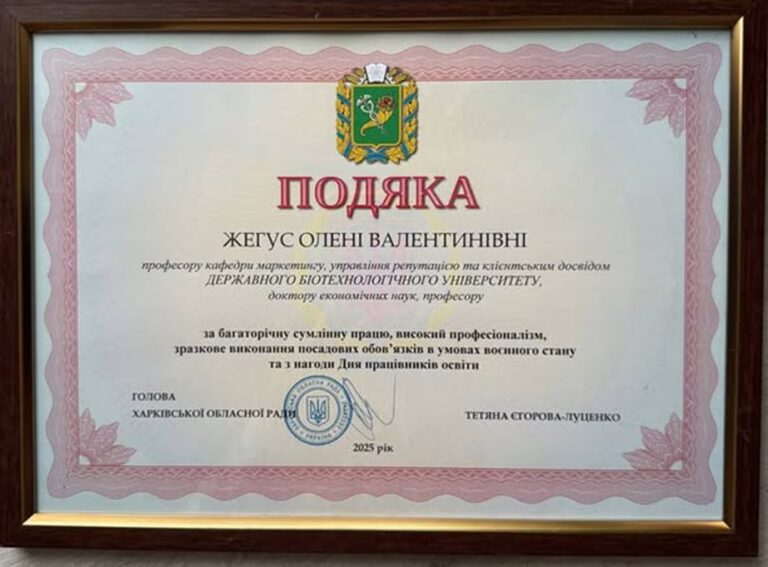 ПОДЯКА
ЖЕГУС ОЛЕНІ ВАЛЕНТИНІВНІ
професору кафедри маркетингу, управління репутацією та клієнтським досвідом
ДЕРЖАВНОГО БІОТЕХНОЛОГІЧНОГО УНІВЕРСИТЕТУ,
доктору економічних наук, професору
за багаторічну сумлінну працю, високий професіоналізм,
зразкове виконання посадових обов’язків в умовах воєнного стану
та з нагоди Дня працівників освіти
ГОЛОВА
ХАРКІВСЬКОЇ ОБЛАСНОЇ РАДИ
ТЕТЯНА ЄГОРОВА-ЛУЦЕНКО
2025 рік